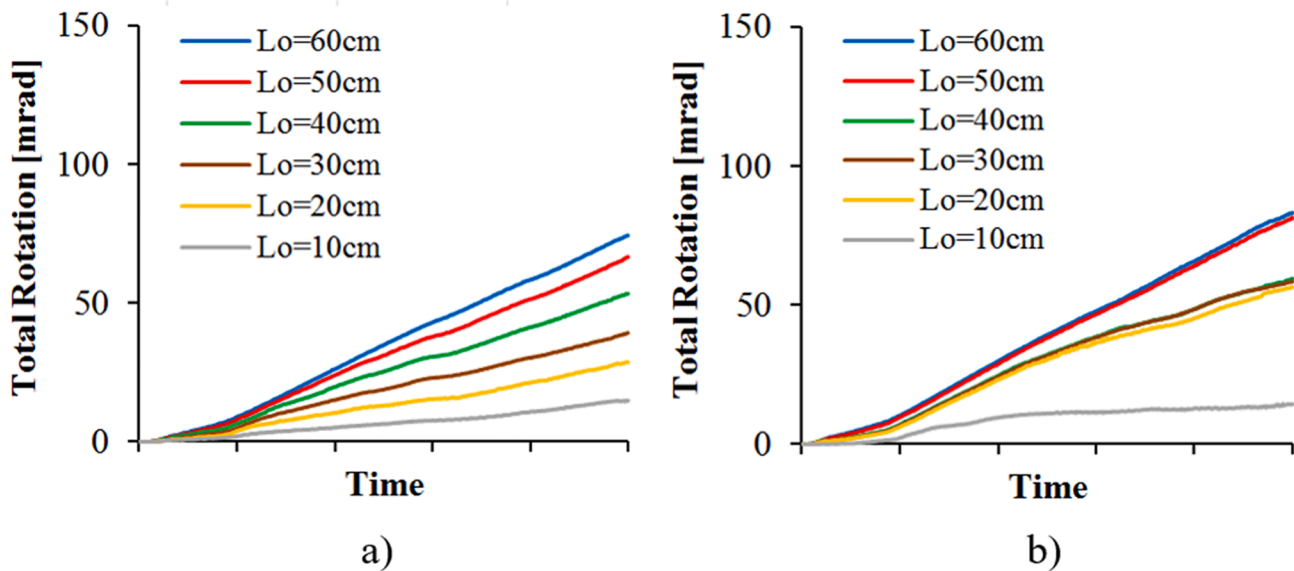 150
100
50
0
Total Rotation [mrad]
Lo=60cm
Lo=50cm
Lo=40cm
Lo=30cm
Lo=20cm
Lo=10cm
Time
a)
150
100
50
0
Total Rotation [mrad]
Lo=60cm
Lo=50cm
Lo=40cm
Lo=30cm
Lo=20cm
Lo=10cm
Time
b)